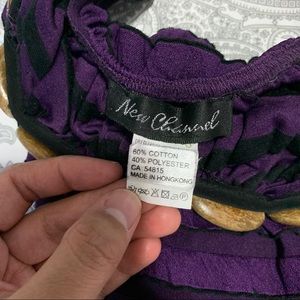 New Channel
60% COTTON
40% POLYESTER
CA 54815
MADE IN HONGKONG